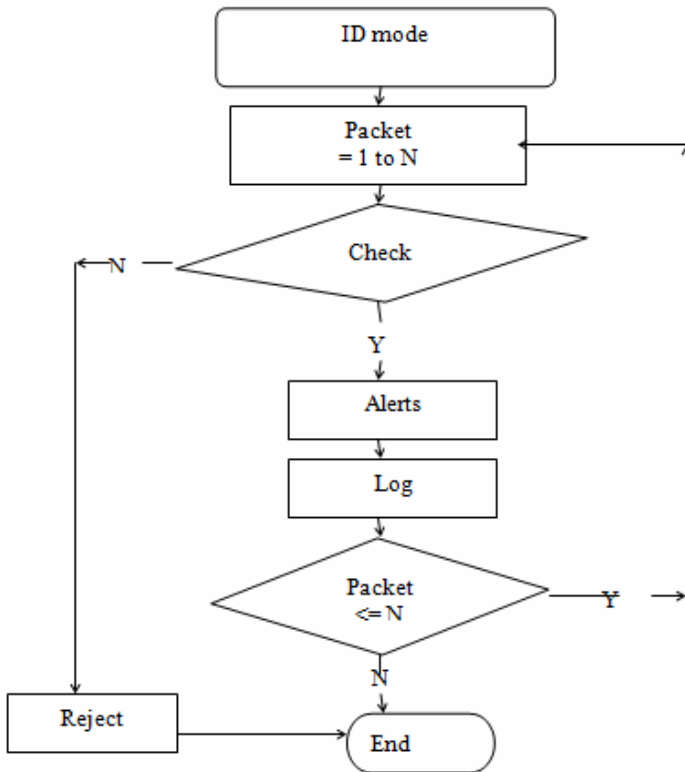 ID mode
Packet
= 1 to N
Check
N
Y
Alerts
Log
Packet
<= N
Y
N
Reject
End